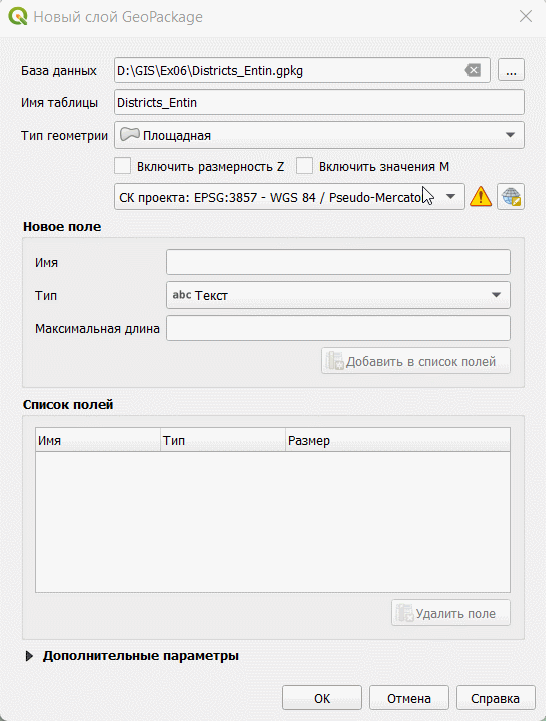 Новый слой GeoPackage
База данных D:\GIS\Ex06\Districts_Entin.gpkg ...
Имя таблицы Districts_Entin
Тип геометрии Площадная
Включить размерность Z Включить значения M
СК проекта: EPSG:3857 - WGS 84 / Pseudo-Mercato
Новое поле
Имя
Тип abc Текст
Максимальная длина
Добавить в список полей
Список полей
Имя Тип Размер
Удалить поле
Дополнительные параметры
ОК Отмена Справка